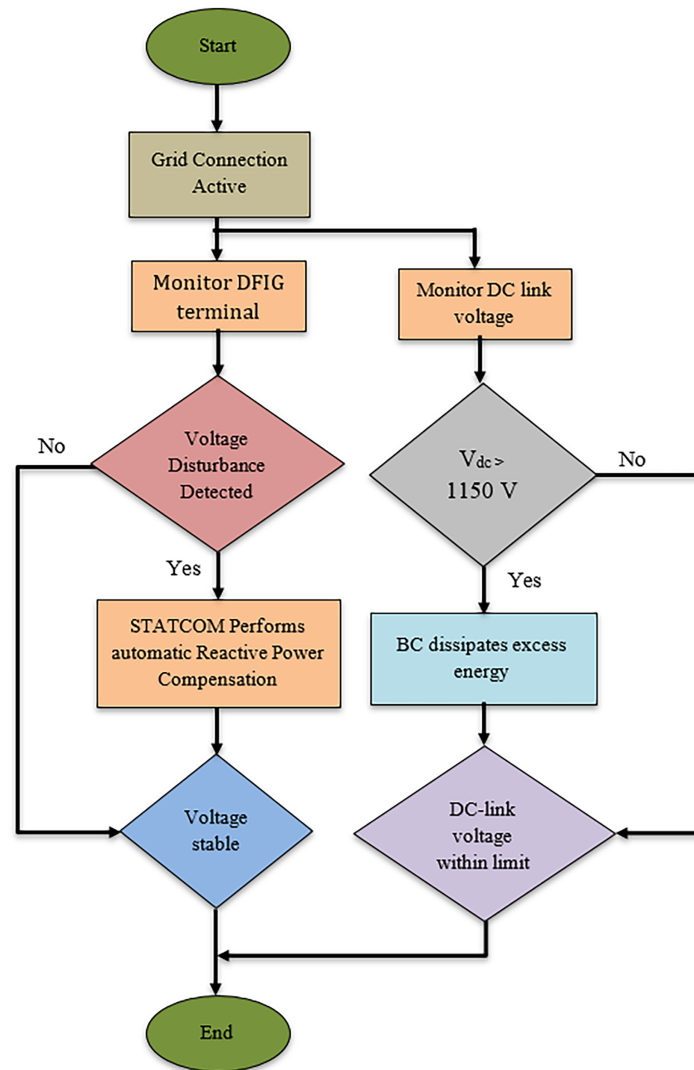 Start
Grid Connection
Active
Monitor DFIG
terminal
Monitor DC link
voltage
No
Voltage
Disturbance
Detected
Vdc >
1150 V
No
Yes
Yes
STATCOM Performs
automatic Reactive Power
Compensation
BC dissipates excess
energy
Voltage
stable
DC-link
voltage
within limit
End